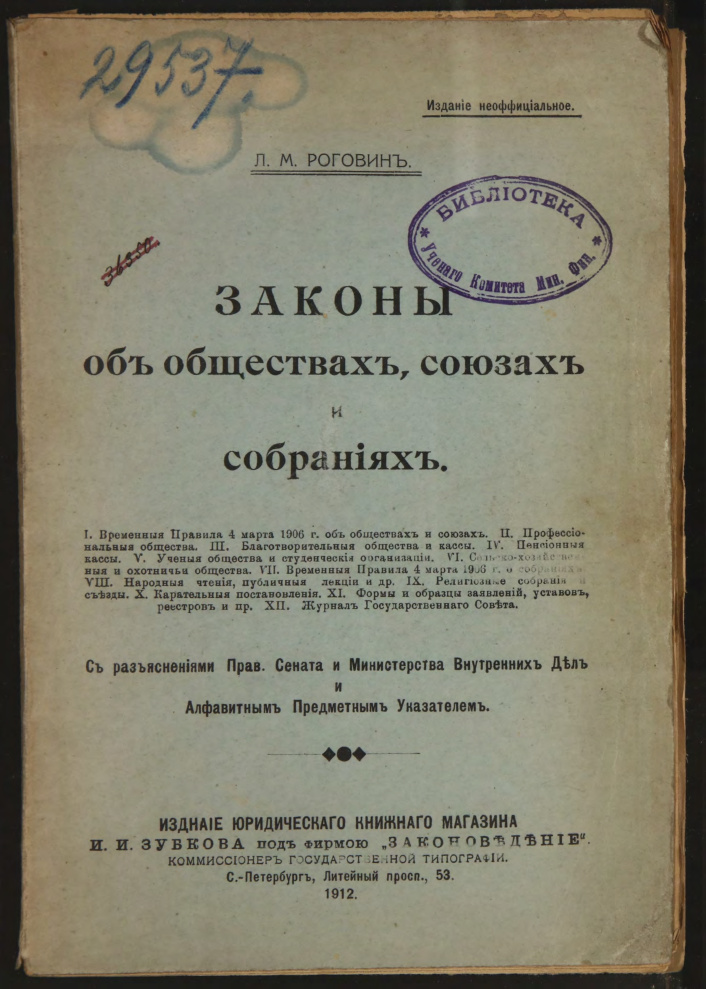 29537.
Изданіе неоффиціальное.
Л. М. РОГОВИНЪ.
БИБЛІОТЕКА
Ученаго Комитета Мин. Фин.
36350.
ЗАКОНЫ
объ обществахъ, союзахъ
и
собраніяхъ.
I. Временныя Правила 4 марта 1906 г. объ обществахъ и союзахъ. II. Профессіо-
нальныя общества. III. Благотворительныя общества и кассы. IV. Пенсіонныя
кассы. V. Ученыя общества и студенческія организаціи. VI. Сельско-хозяйствен-
ныя и охотничьи общества. VII. Временныя Правила 4 марта 1906 г. о собраніяхъ.
VIII. Народныя чтенія, публичныя лекціи и др. IX. Религіозныя собранія и
съѣзды. X. Карательныя постановленія. XI. Формы и образцы заявленій, уставовъ,
реестровъ и пр. XII. Журналъ Государственнаго Совѣта.
Съ разъясненіями Прав. Сената и Министерства Внутреннихъ Дѣлъ
и
Алфавитнымъ Предметнымъ Указателемъ.
ИЗДНАІЕ ЮРИДИЧЕСКАГО КНИЖНАГО МАГАЗИНА
И. И. ЗУБКОВА подъ фирмою „ЗАКОНОВѢДѢНІЕ“.
КОММИССІОНЕРЪ ГОСУДАРСТВЕННОЙ ТИПОГРАФІИ.
С.-Петербургъ, Литейный просп., 53.
1912.